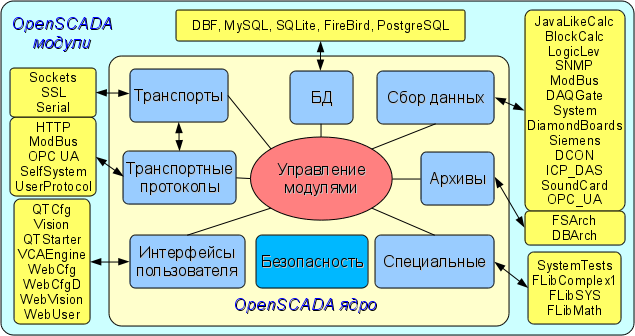 OpenSCADA
модули
DBF, MySQL, SQLite, FireBird, PostgreSQL
Sockets
SSL
Serial
HTTP
ModBus
OPC UA
SelfSystem
UserProtocol
QTCfg
Vision
QTStarter
VCAEngine
WebCfg
WebCfgD
WebVision
WebUser
Транспорты
БД
Сбор данных
Транспортные
протоколы
Управление
модулями
Архивы
Интерфейсы
пользователя
Безопасность
Специальные
OpenSCADA ядро
JavaLikeCalc
BlockCalc
LogicLev
SNMP
ModBus
DAQGate
System
DiamondBoards
Siemens
DCON
ICP_DAS
SoundCard
OPC_UA
FSArch
DBArch
SystemTests
FLibComplex1
FLibSYS
FLibMath